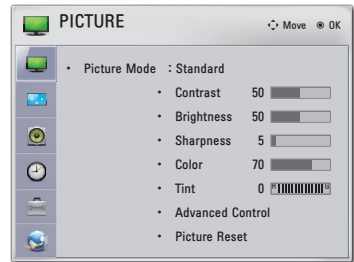 PICTURE Move OK
• Picture Mode : Standard
• Contrast 50
• Brightness 50
• Sharpness 5
• Color 70
• Tint 0 R G
• Advanced Control
• Picture Reset